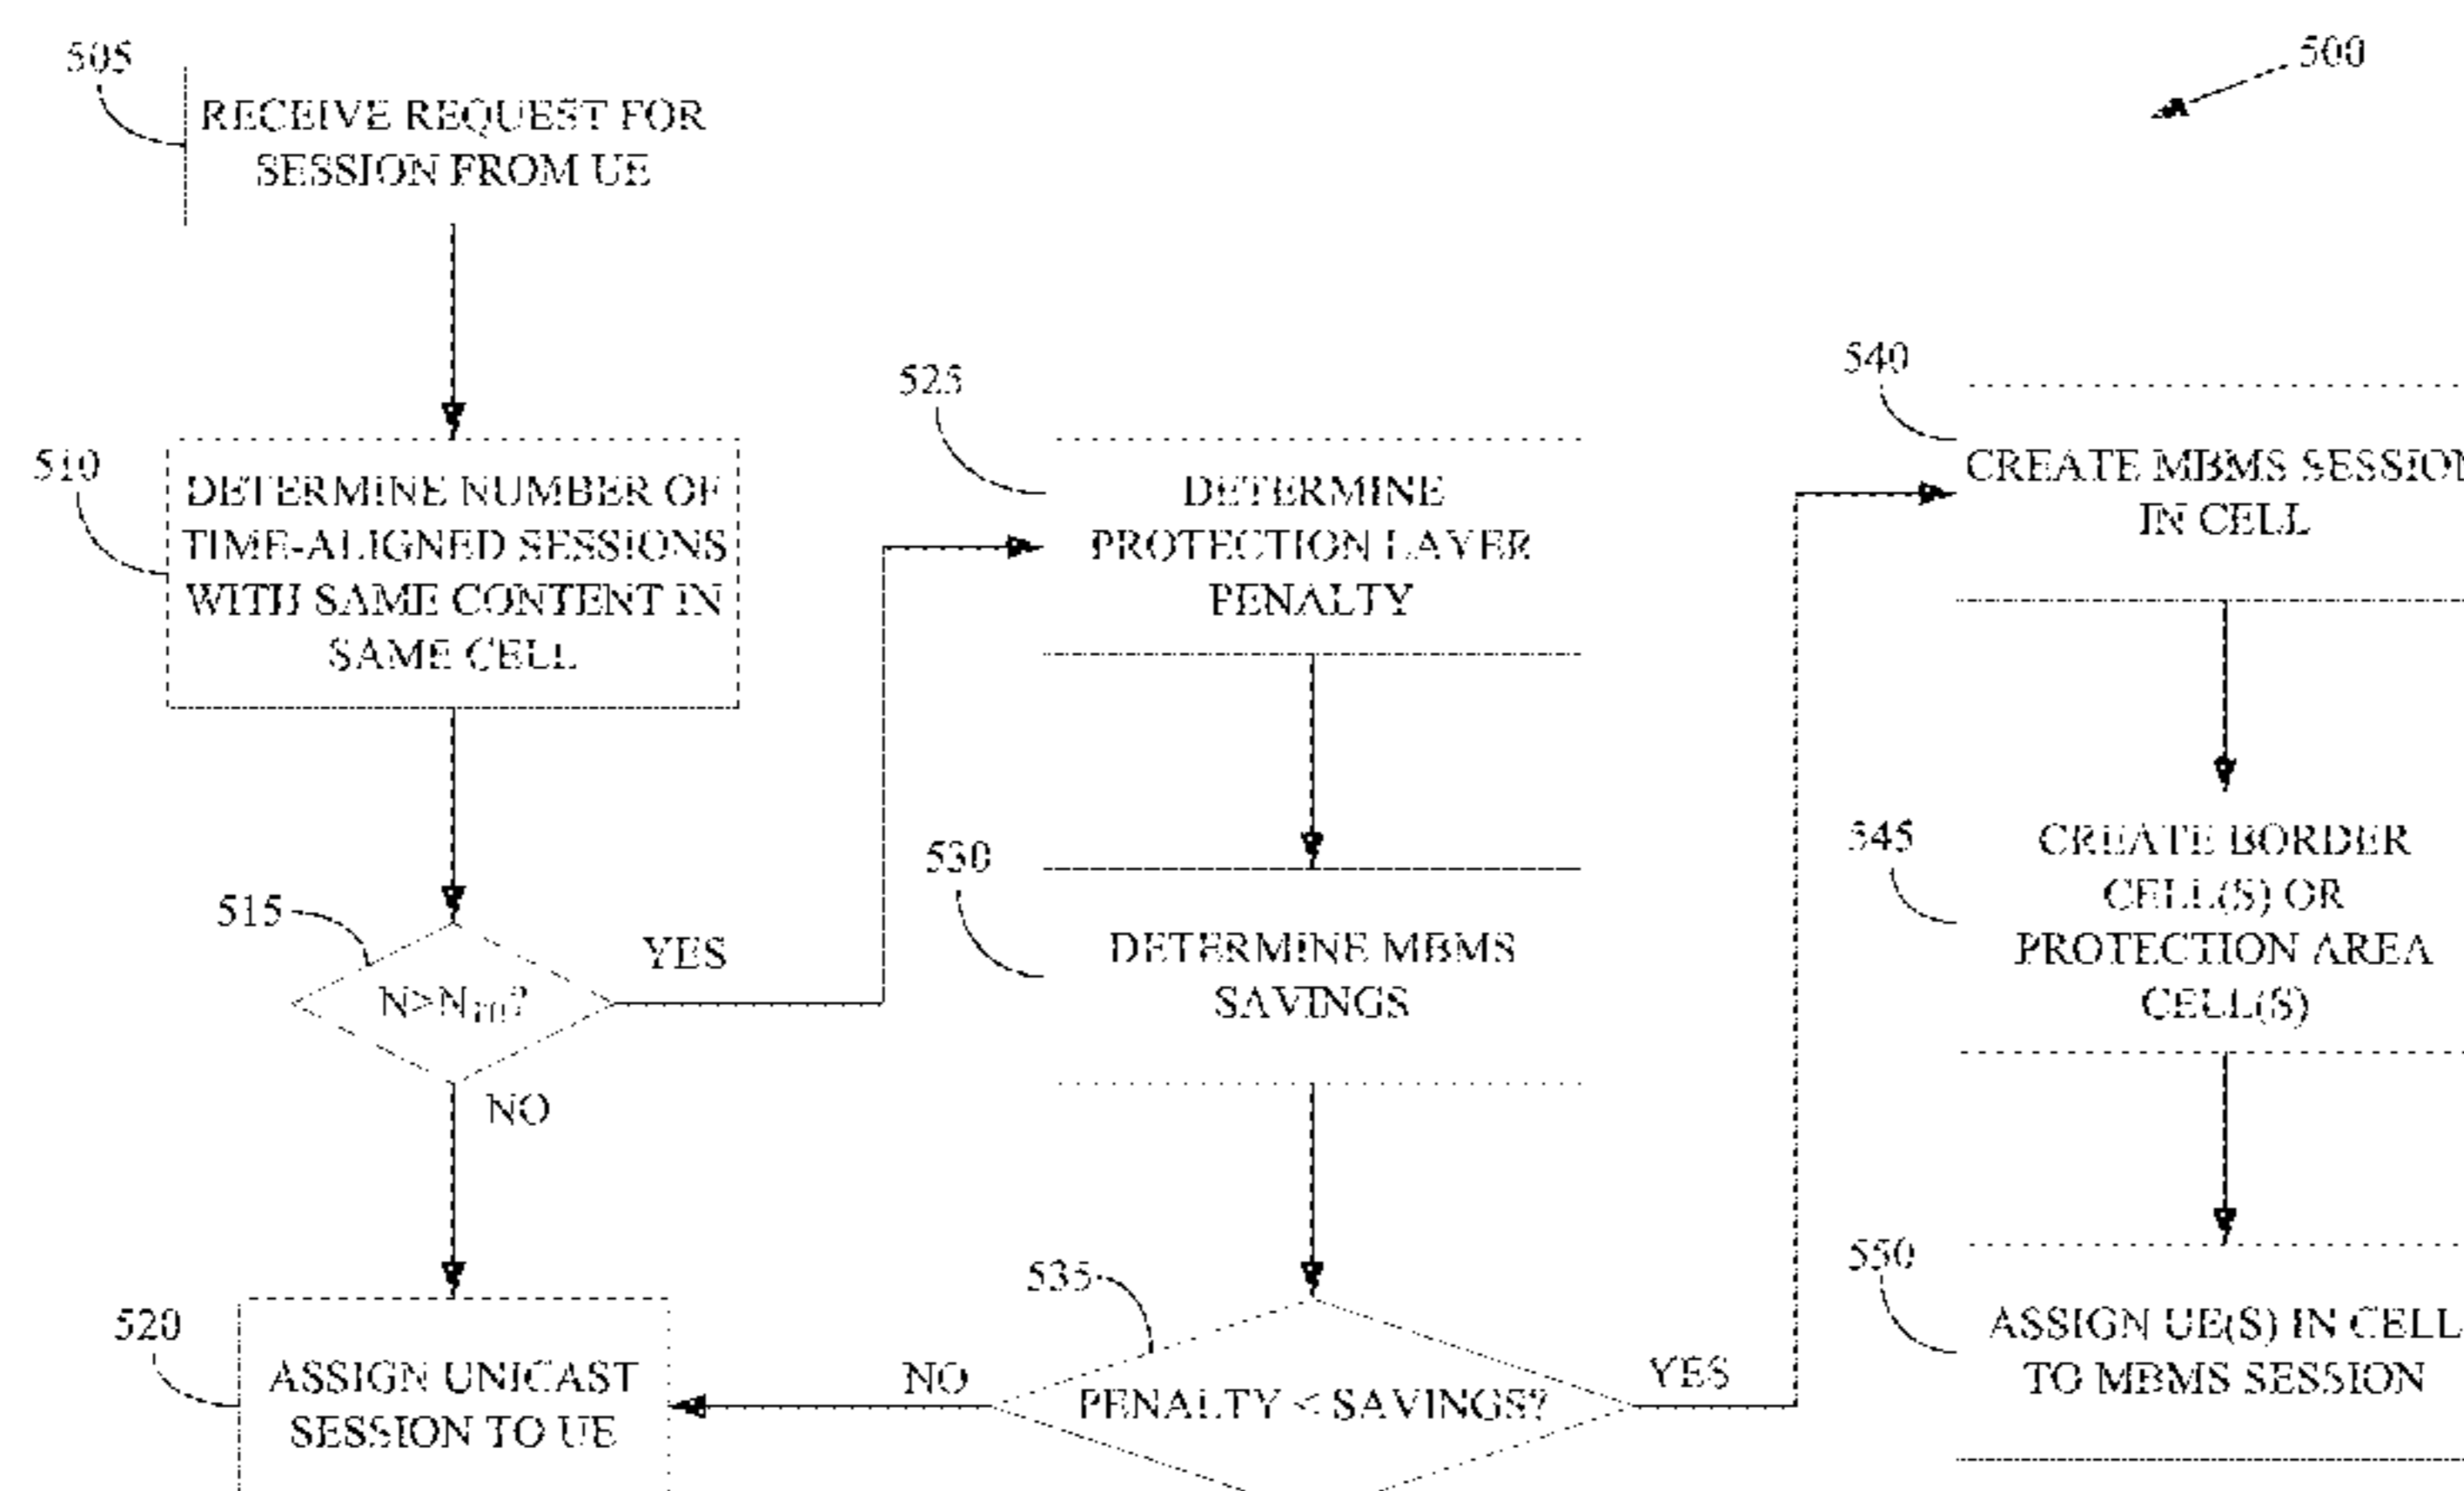 500
505
RECEIVE REQUEST FOR
SESSION FROM UE
510
DETERMINE NUMBER OF
TIME-ALIGNED SESSIONS
WITH SAME CONTENT IN
SAME CELL
515
N>N
YES
NO
520
ASSIGN UNICAST
SESSION TO UE
525
DETERMINE
PROTECTION LAYER
PENALTY
530
DETERMINE MBMS
SAVINGS
535
PENALTY < SAVINGS?
NO
YES
540
CREATE MBMS SESSION
IN CELL
545
CREATE BORDER
CELL(S) OR
PROTECTION AREA
CELL(S)
550
ASSIGN UE(S) IN CELL
TO MBMS SESSION